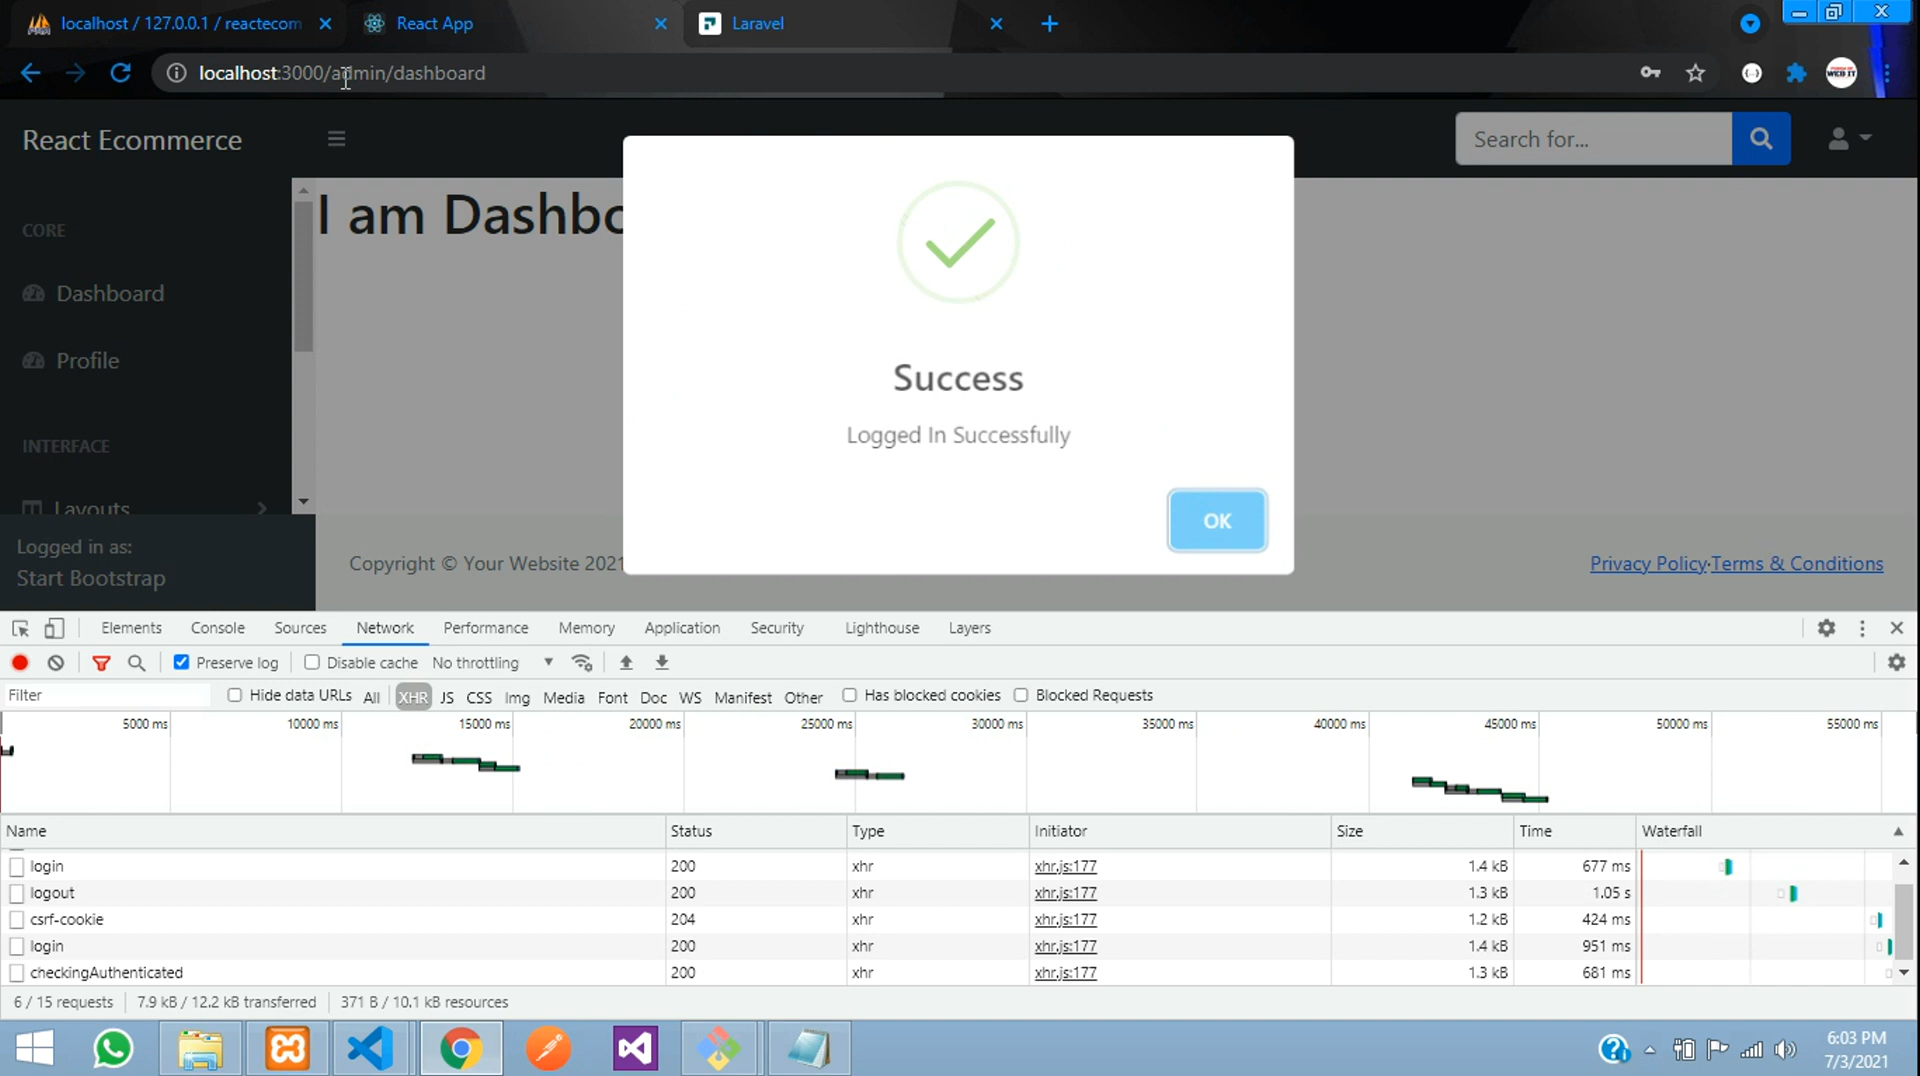 localhost / 127.0.0.1 / reactecom
React App
Laravel
localhost:3000/admin/dashboard
React Ecommerce
Search for...
CORE
I am Dashbo
Dashboard
Profile
INTERFACE
Layouts
Logged in as:
Start Bootstrap
Success
Logged In Successfully
OK
Copyright © Your Website 2021
Privacy Policy·Terms & Conditions
Elements Console Sources Network Performance Memory Application Security Lighthouse Layers
Preserve log Disable cache No throttling
Filter Hide data URLs All XHR JS CSS Img Media Font Doc WS Manifest Other Has blocked cookies Blocked Requests
5000 ms 10000 ms 15000 ms 20000 ms 25000 ms 30000 ms 35000 ms 40000 ms 45000 ms 50000 ms 55000 ms
Name Status Type Initiator Size Time Waterfall
login 200 xhr xhr.js:177 1.4 kB 677 ms
logout 200 xhr xhr.js:177 1.3 kB 1.05 s
csrf-cookie 204 xhr xhr.js:177 1.2 kB 424 ms
login 200 xhr xhr.js:177 1.4 kB 951 ms
checkingAuthenticated 200 xhr xhr.js:177 1.3 kB 681 ms
6 / 15 requests 7.9 kB / 12.2 kB transferred 371 B / 10.1 kB resources
6:03 PM
7/3/2021